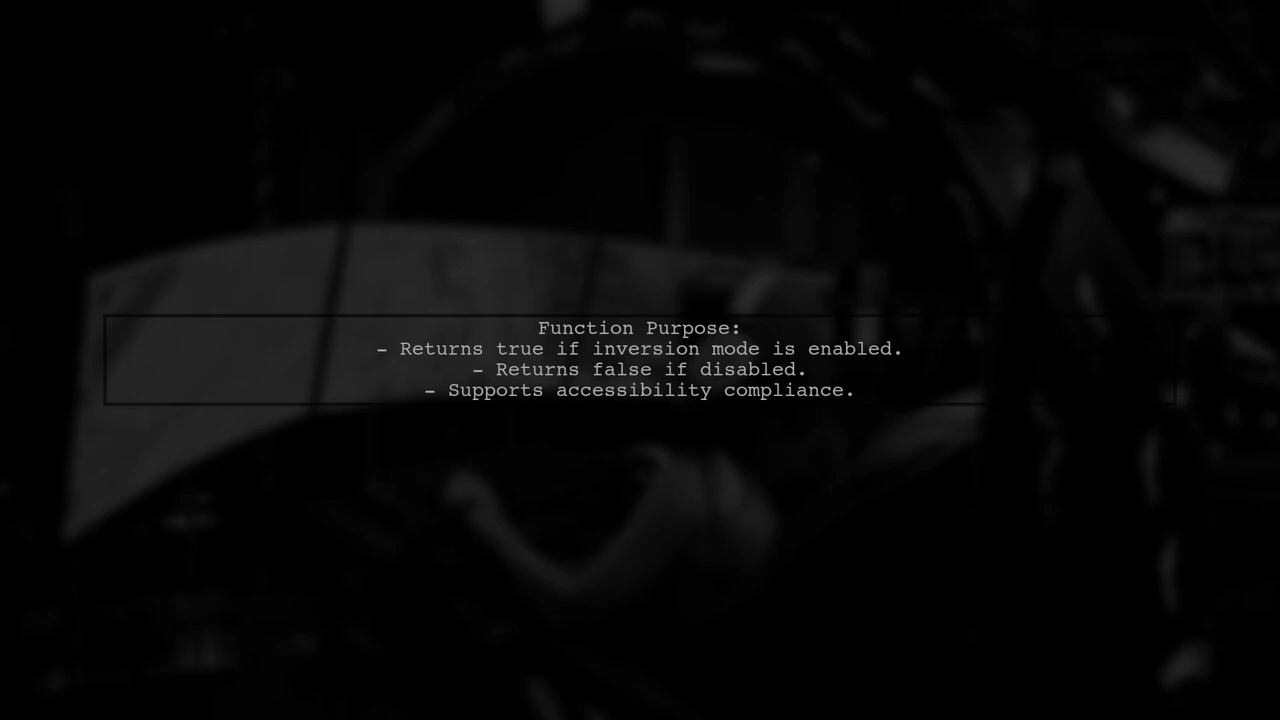 Function Purpose:
- Returns true if inversion mode is enabled.
- Returns false if disabled.
- Supports accessibility compliance.